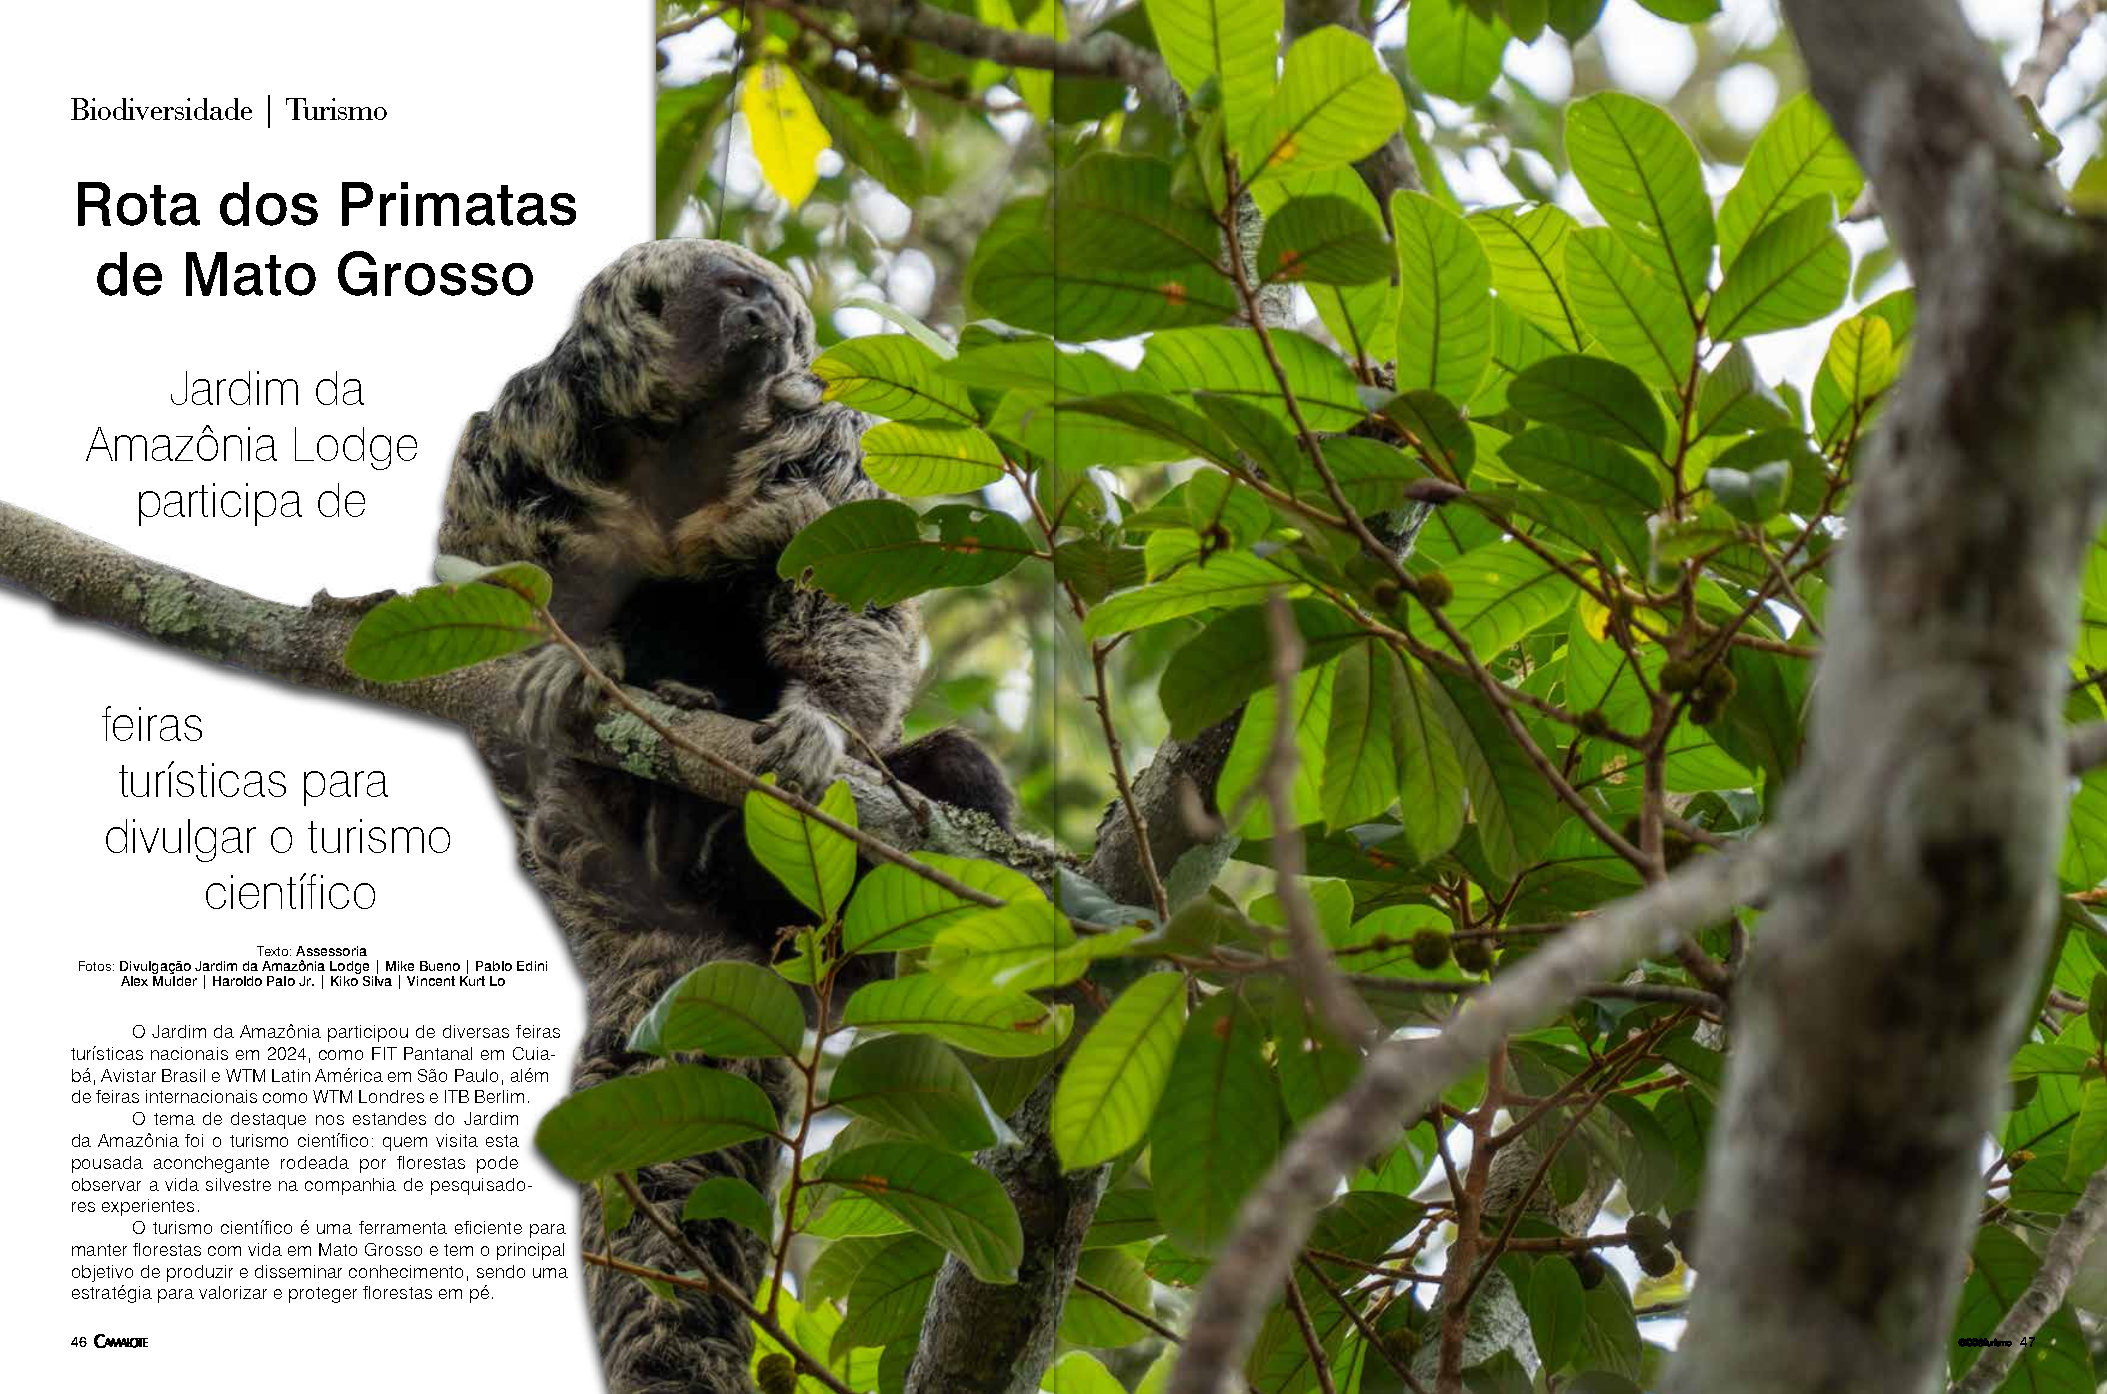 Biodiversidade | Turismo
Rota dos Primatas
de Mato Grosso
Jardim da
Amazônia Lodge
participa de
feiras
turísticas para
divulgar o turismo
científico
Texto: Assessoria
Fotos: Divulgação Jardim da Amazônia Lodge | Mike Bueno | Pablo Edini
Alex Mulder | Haroldo Palo Jr. | Kiko Silva | Vincent Kurt Lo
O Jardim da Amazônia participou de diversas feiras
turísticas nacionais em 2024, como FIT Pantanal em Cuia-
bá, Avistar Brasil e WTM Latin América em São Paulo, além
de feiras internacionais como WTM Londres e ITB Berlim.
O tema de destaque nos estandes do Jardim
da Amazônia foi o turismo científico: quem visita esta
pousada aconchegante rodeada por florestas pode
observar a vida silvestre na companhia de pesquisado-
res experientes.
O turismo científico é uma ferramenta eficiente para
manter florestas com vida em Mato Grosso e tem o principal
objetivo de produzir e disseminar conhecimento, sendo uma
estratégia para valorizar e proteger florestas em pé.
46 CAMALOTE
47